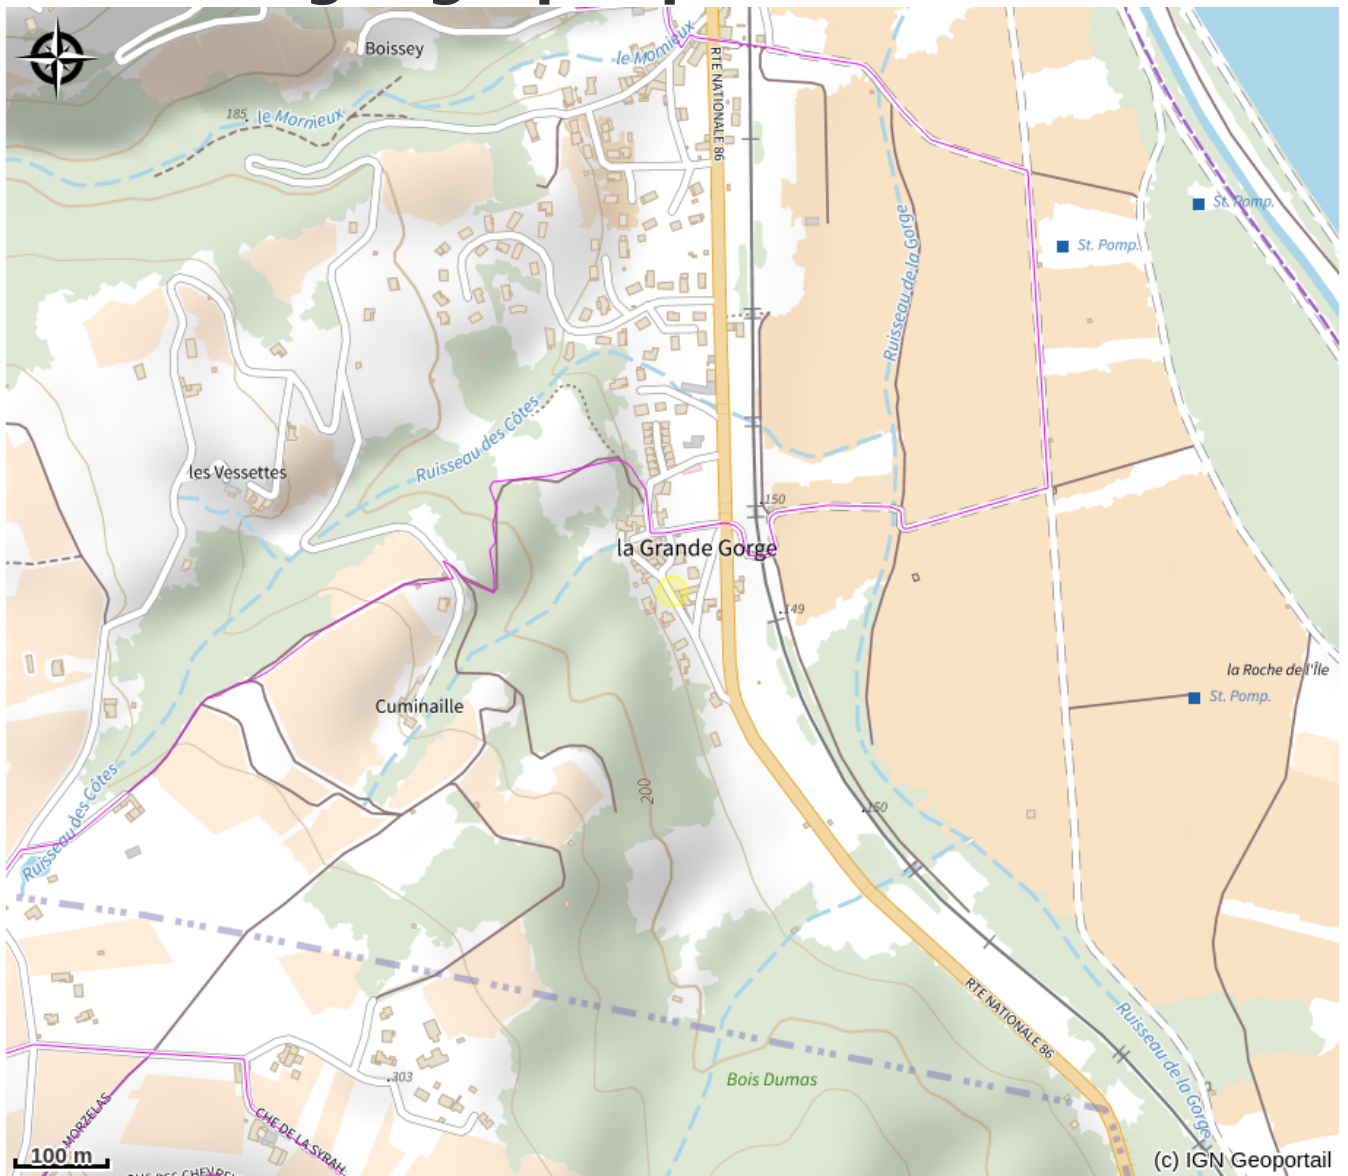 Boissey
le Mornieux
RTE NATIONALE 86
185
le Mornieux
St. Pomp.
St. Pomp.
Ruisseau de la Gorge
Ruisseau des Côtes
les Vessettes
150
la Grande Gorge
149
la Roche de l'Île
St. Pomp.
Cuminaille
200
150
Ruisseau des Côtes
RTE NATIONALE 86
Ruisseau de la Gorge
Bois Dumas
303
MORZELAS
CHE DE LA SYRAH
100 m
(c) IGN Geoportail